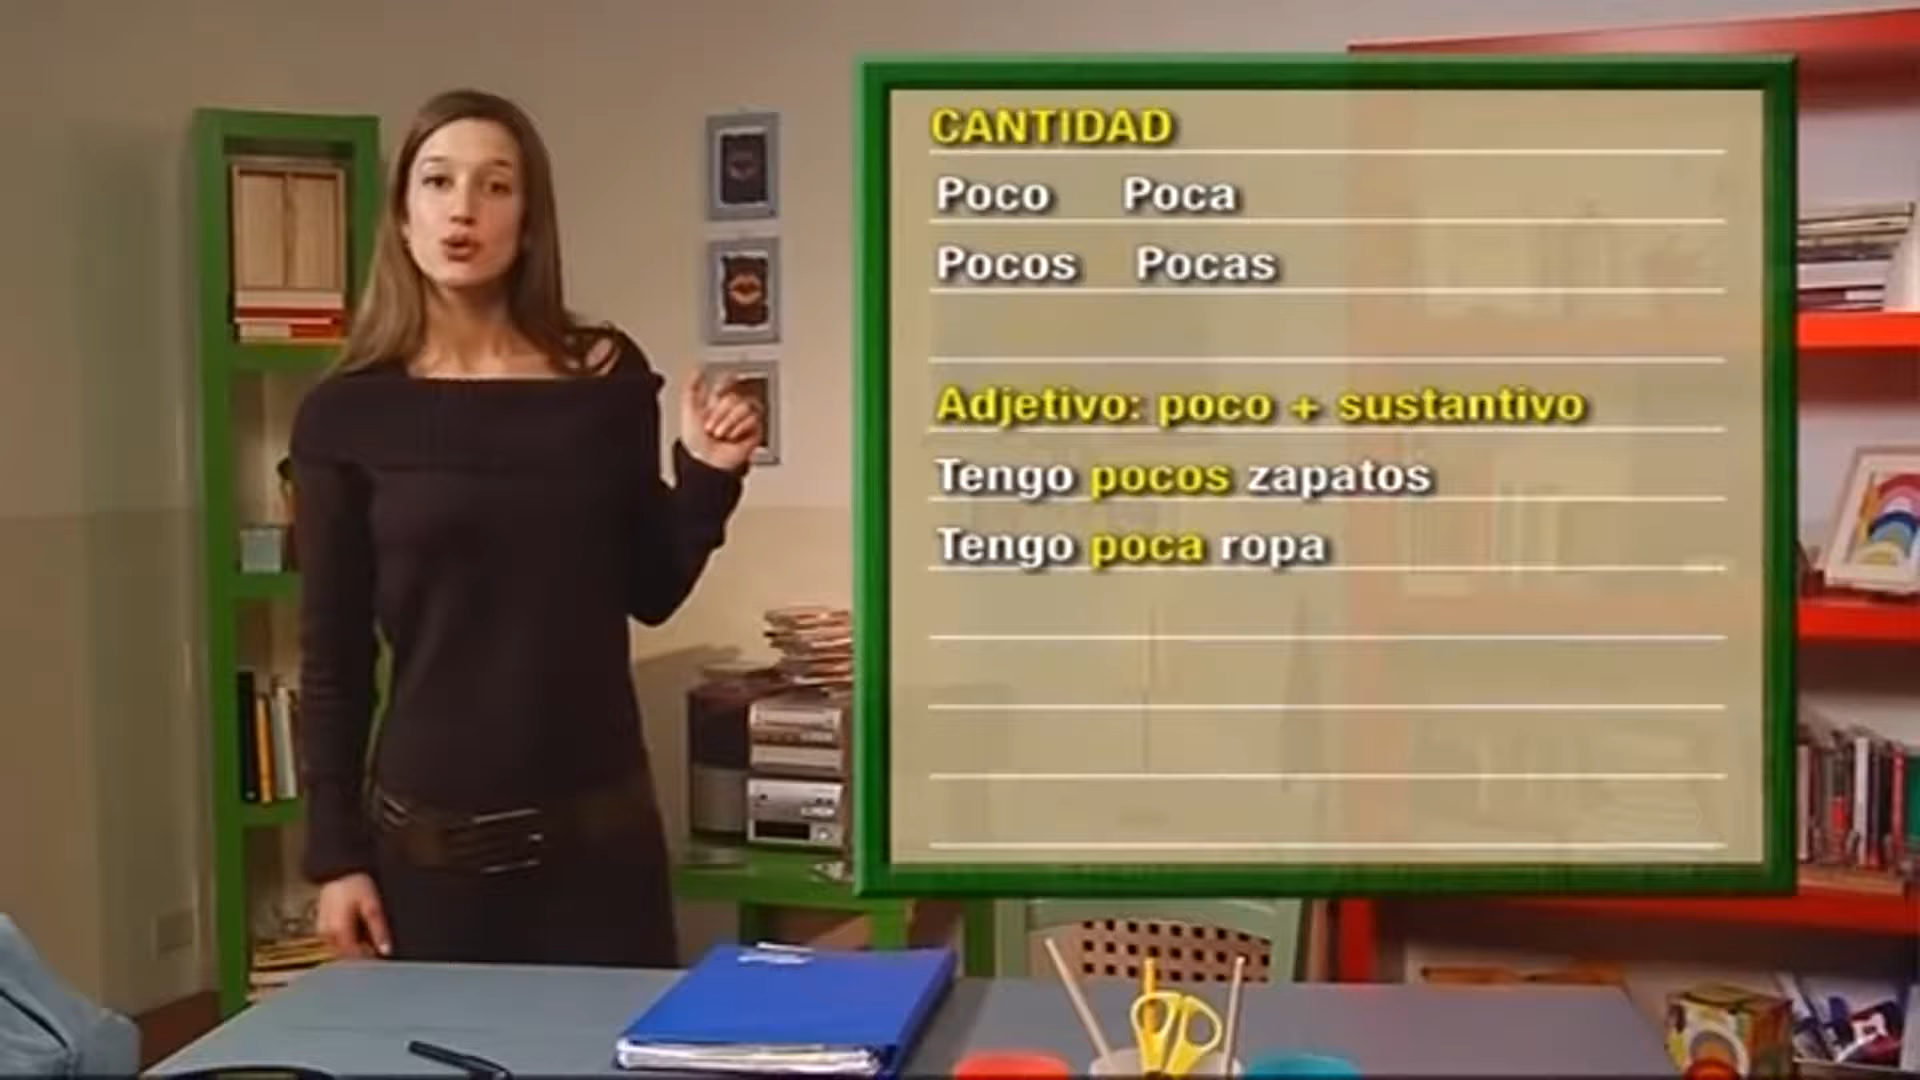 CANTIDAD
Poco Poca
Pocos Pocas
Adjetivo: poco + sustantivo
Tengo pocos zapatos
Tengo poca ropa